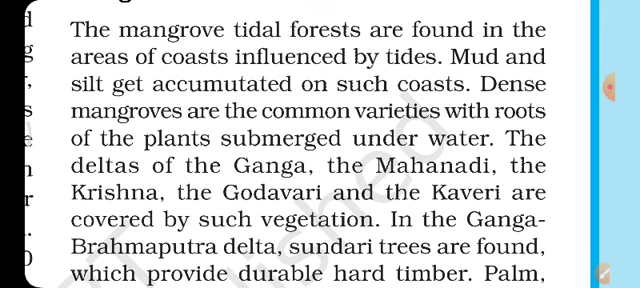 The mangrove tidal forests are found in the
areas of coasts influenced by tides. Mud and
silt get accumutated on such coasts. Dense
mangroves are the common varieties with roots
of the plants submerged under water. The
deltas of the Ganga, the Mahanadi, the
Krishna, the Godavari and the Kaveri are
covered by such vegetation. In the Ganga-
Brahmaputra delta, sundari trees are found,
which provide durable hard timber. Palm,